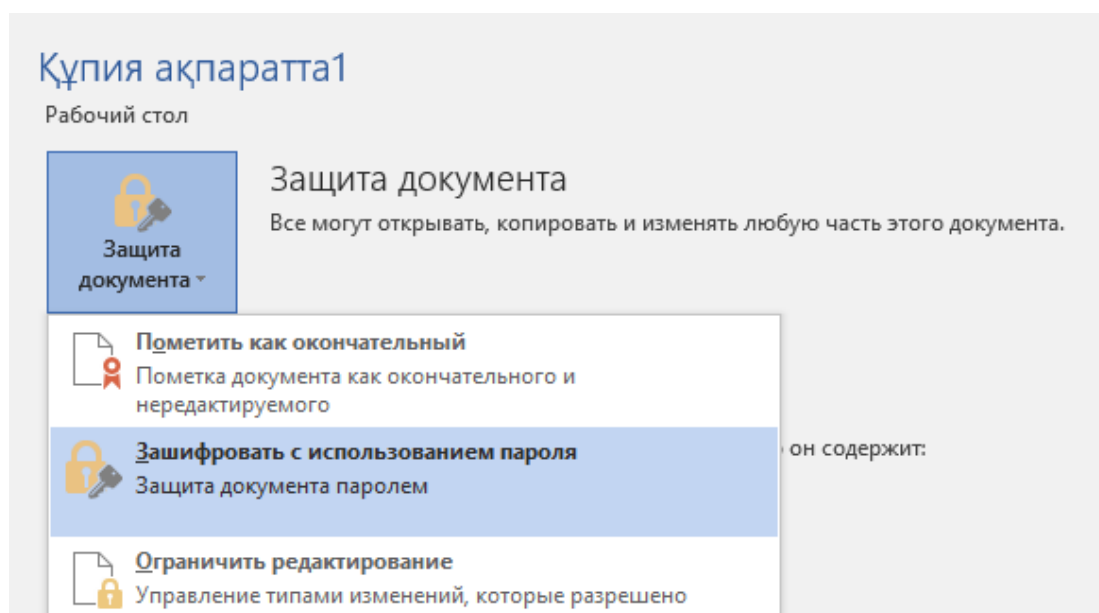 Құпия ақпаратта1
Рабочий стол
Защита документа
Все могут открывать, копировать и изменять любую часть этого документа.
Защита
документа
Пометить как окончательный
Пометка документа как окончательного и
нередактируемого
Зашифровать с использованием пароля
он содержит:
Защита документа паролем
Ограничить редактирование
Управление типами изменений, которые разрешено